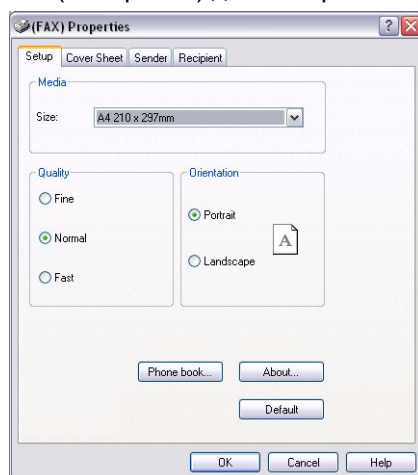 (FAX) Properties
Setup Cover Sheet Sender Recipient
Media
Size: A4 210 x 297mm
Quality
Fine
Normal
Fast
Orientation
Portrait
Landscape
A
Phone book... About...
Default
OK Cancel Help